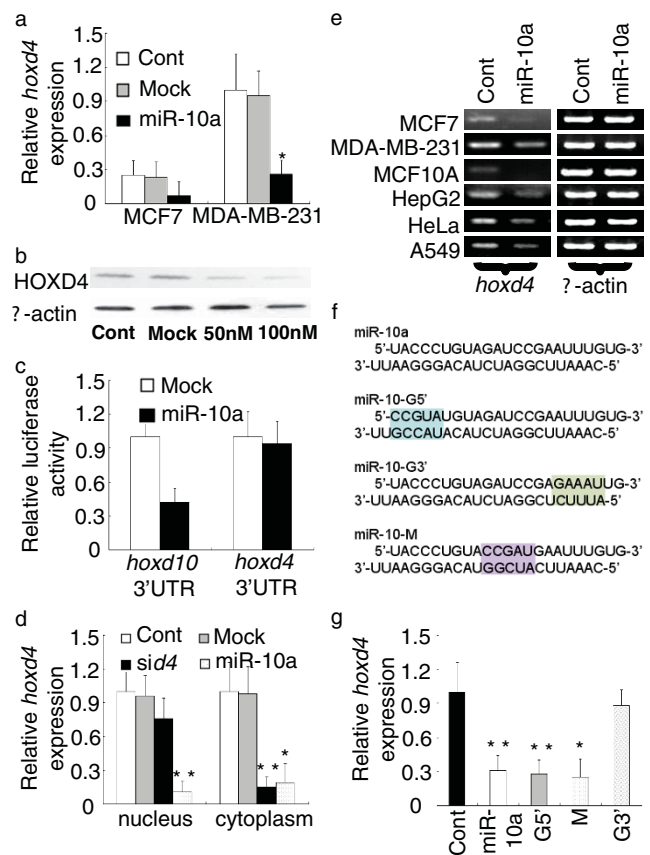 a
Relative hoxd4
expression
1.5
1.2
0.9
0.6
0.3
0
Cont
Mock
miR-10a
*
MCF7 MDA-MB-231
b
HOXD4
?-actin
Cont Mock 50nM 100nM
c
Relative luciferase
activity
1.5
1.2
0.9
0.6
0.3
0
Mock
miR-10a
hoxd10
3'UTR
hoxd4
3'UTR
d
Relative hoxd4
expression
1.5
1.2
0.9
0.6
0.3
0
Cont
Mock
sid4
miR-10a
* *
* *
*
nucleus cytoplasm
e
Cont
miR-10a
Cont
miR-10a
MCF7
MDA-MB-231
MCF10A
HepG2
HeLa
A549
hoxd4 ?-actin
f
miR-10a
5'-UACCCUGUAGAUCCGAAUUUGUG-3'
3'-UUAAGGGACAUCUAGGCUUAAAC-5'
miR-10-G5'
5'-CCGUAUGUAGAUCCGAAUUUGUG-3'
3'-UUGCCAUACAUCUAGGCUUAAAC-5'
miR-10-G3'
5'-UACCCUGUAGAUCCGAGAAAUUG-3'
3'-UUAAGGGACAUCUAGGCUCUUUA-5'
miR-10-M
5'-UACCCUGUACCGAUGAAUUUGUG-3'
3'-UUAAGGGACAUGGCUACUUAAAC-5'
g
Relative hoxd4
expression
1.5
1.2
0.9
0.6
0.3
0
* *
* *
*
Cont
miR-
10a
G5'
M
G3'